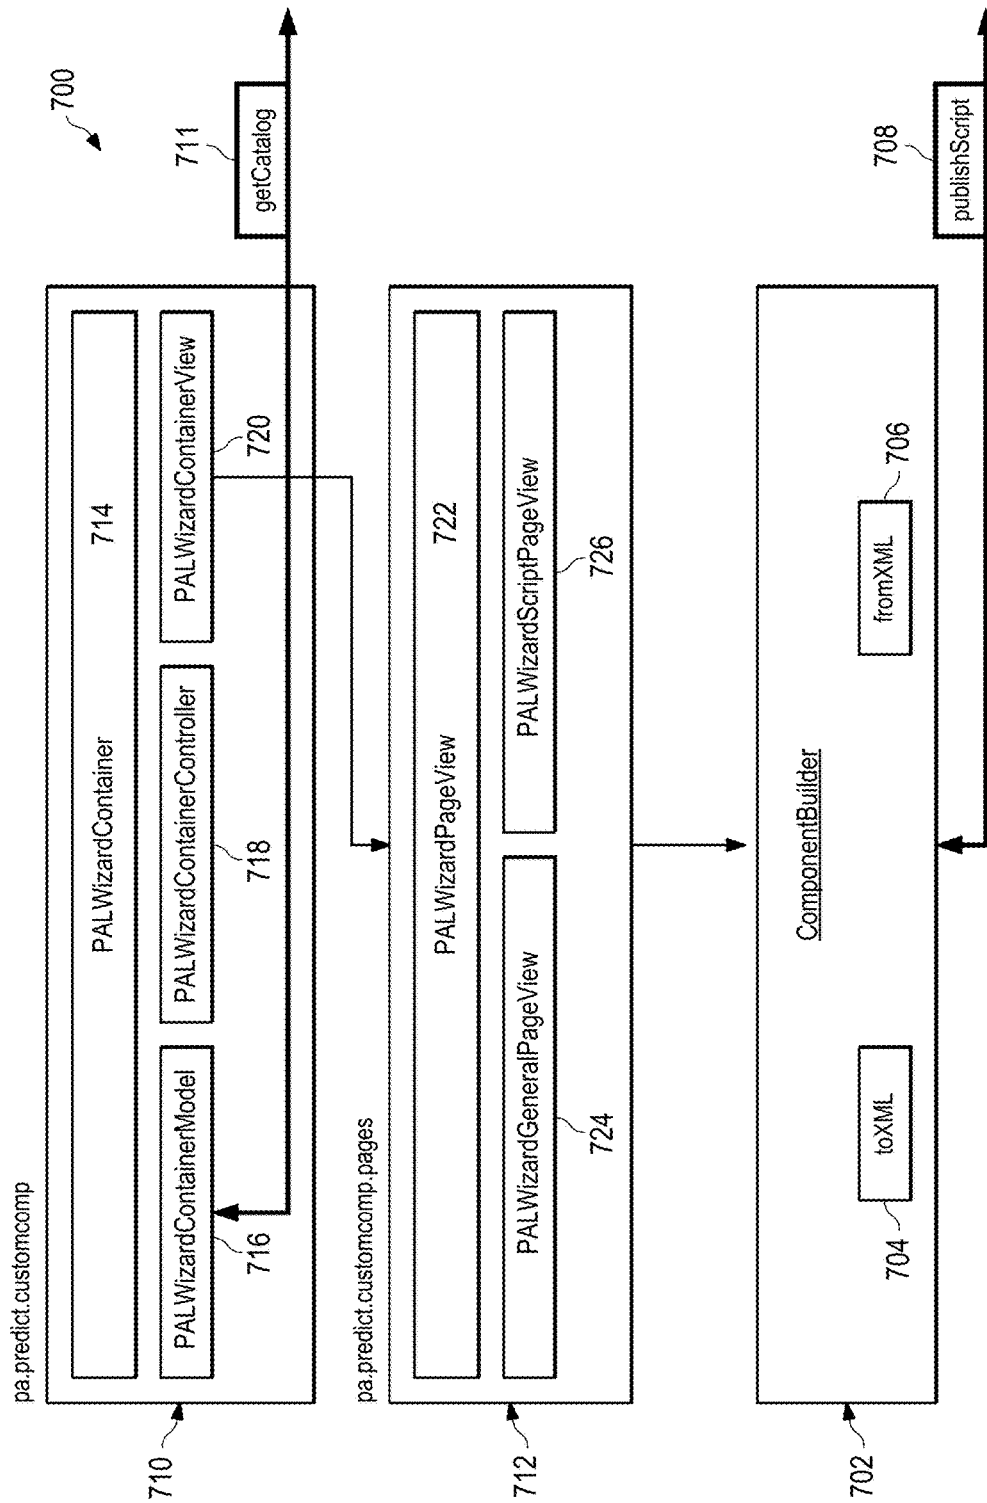 700
pa.predict.customcomp
710
PALWizardContainer
714
PALWizardContainerModel
716
PALWizardContainerController
718
PALWizardContainerView
720
getCatalog
711
pa.predict.customcomp.pages
712
PALWizardPageView
722
PALWizardGeneralPageView
724
PALWizardScriptPageView
726
702
ComponentBuilder
toXML
704
fromXML
706
publishScript
708